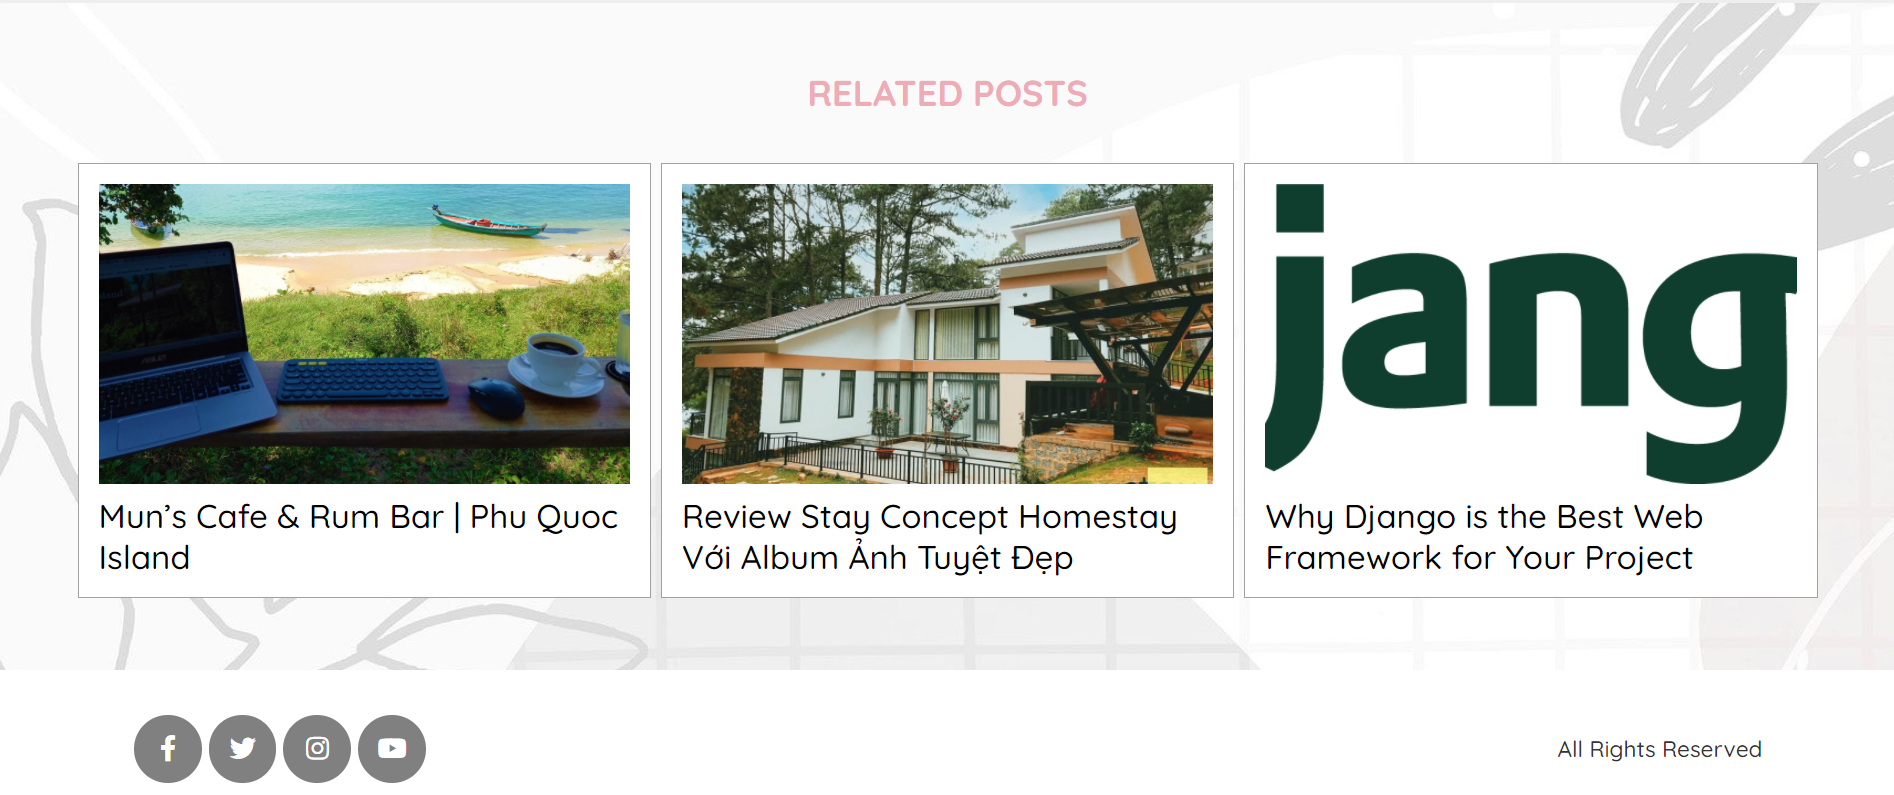 RELATED POSTS
jang
Mun’s Cafe & Rum Bar | Phu Quoc
Island
Review Stay Concept Homestay
Với Album Ảnh Tuyệt Đẹp
Why Django is the Best Web
Framework for Your Project
All Rights Reserved